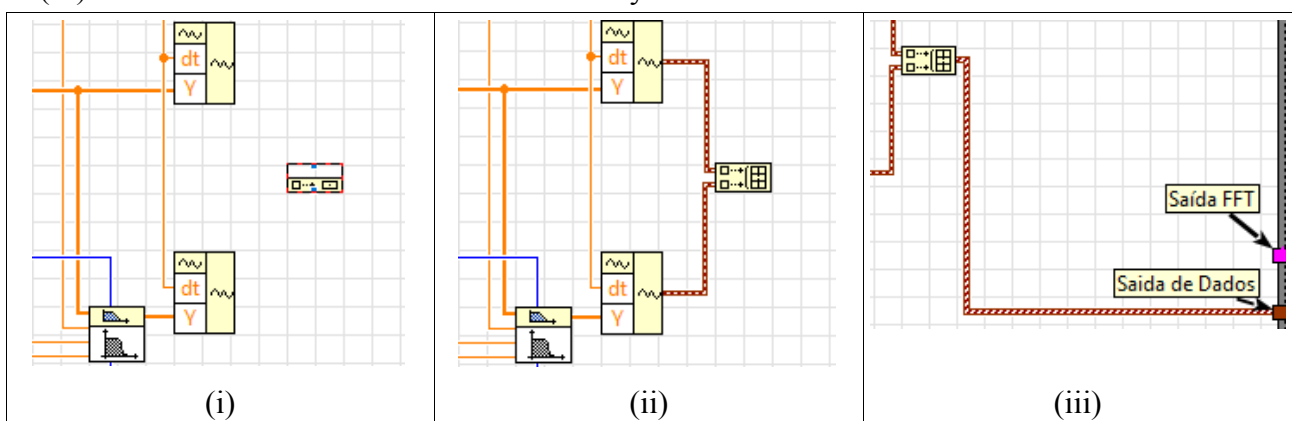 dt
Y
dt
Y
(i)
dt
Y
dt
Y
(ii)
Saída FFT
Saida de Dados
(iii)